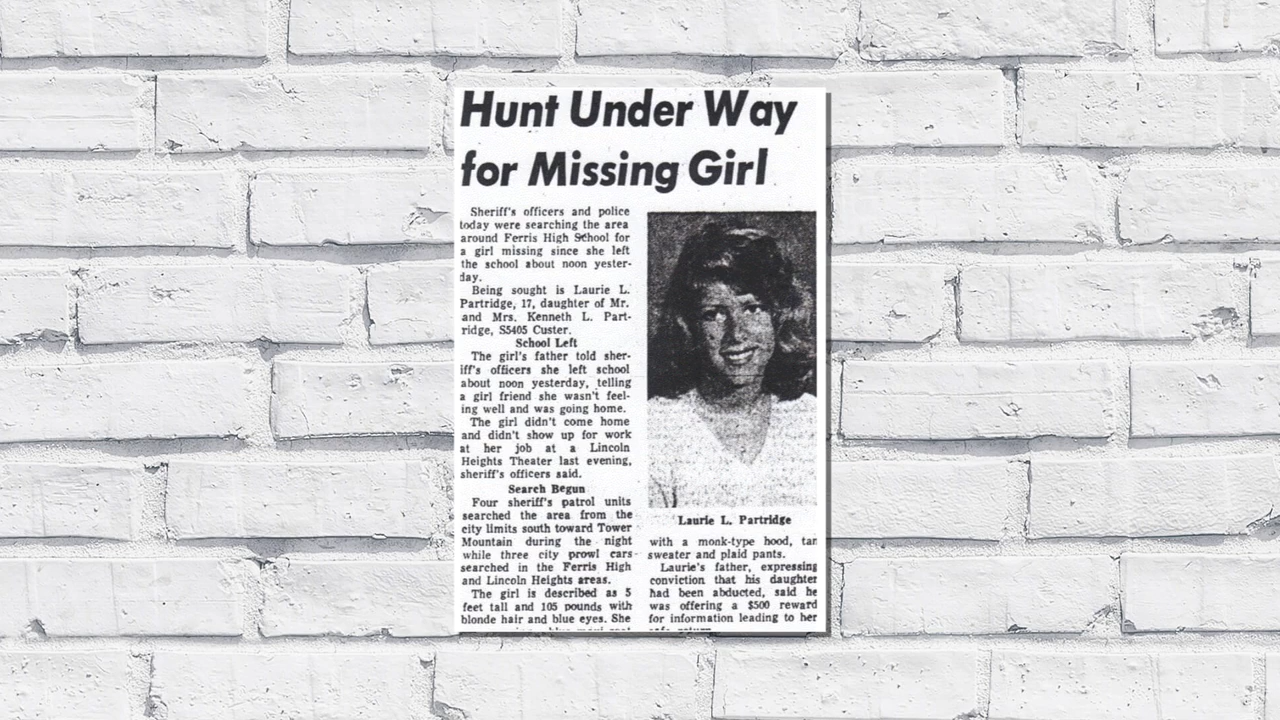 Hunt Under Way
for Missing Girl
Sheriff's officers and police
today were searching the area
around Ferris High School for
a girl missing since she left
the school about noon yester-
day.
Being sought is Laurie L.
Partridge, 17, daughter of Mr.
and Mrs. Kenneth L. Part-
ridge, S5405 Custer.
School Left
The girl's father told sher-
iff's officers she left school
about noon yesterday, telling
a girl friend she wasn't feel-
ing well and was going home.
The girl didn't come home
and didn't show up for work
at her job at a Lincoln
Heights Theater last evening,
sheriff's officers said.
Search Begun
Four sheriff's patrol units
searched the area from the
city limits south toward Tower
Mountain during the night
while three city prowl cars
searched in the Ferris High
and Lincoln Heights areas.
The girl is described as 5
feet tall and 105 pounds with
blonde hair and blue eyes. She
Laurie L. Partridge
with a monk-type hood, tan
sweater and plaid pants.
Laurie's father, expressing
conviction that his daughter
had been abducted, said he
was offering a $500 reward
for information leading to her